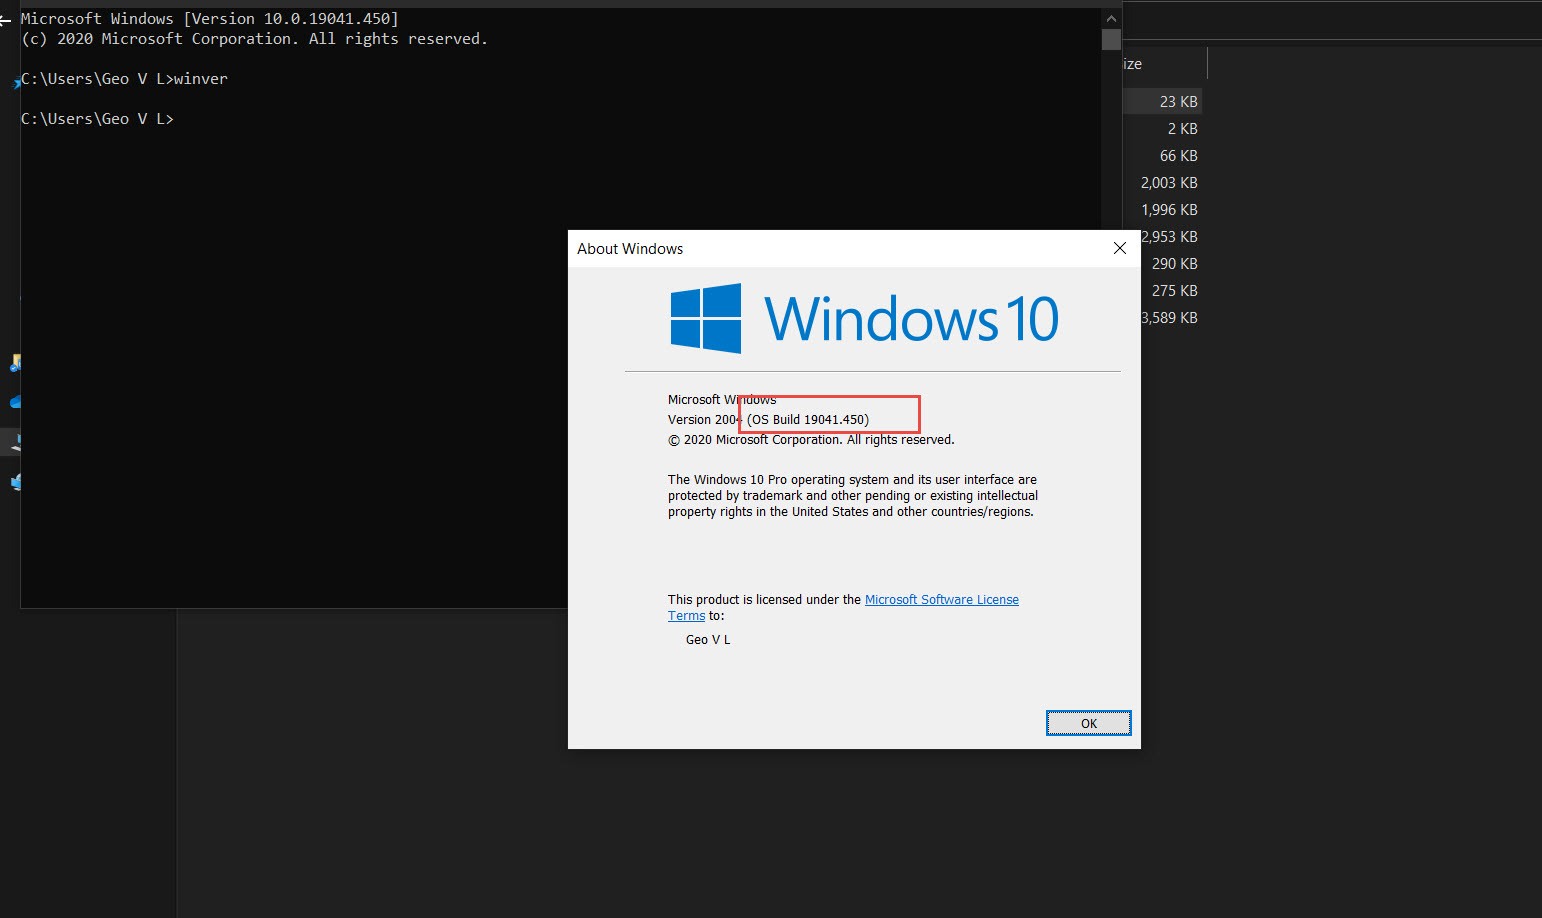 Microsoft Windows [Version 10.0.19041.450]
(c) 2020 Microsoft Corporation. All rights reserved.
C:\Users\Geo V L>winver
C:\Users\Geo V L>
ize
23 KB
2 KB
66 KB
2,003 KB
1,996 KB
2,953 KB
290 KB
275 KB
3,589 KB
About Windows
Windows 10
Microsoft Windows
Version 2004 (OS Build 19041.450)
© 2020 Microsoft Corporation. All rights reserved.
The Windows 10 Pro operating system and its user interface are
protected by trademark and other pending or existing intellectual
property rights in the United States and other countries/regions.
This product is licensed under the Microsoft Software License
Terms to:
Geo V L
OK